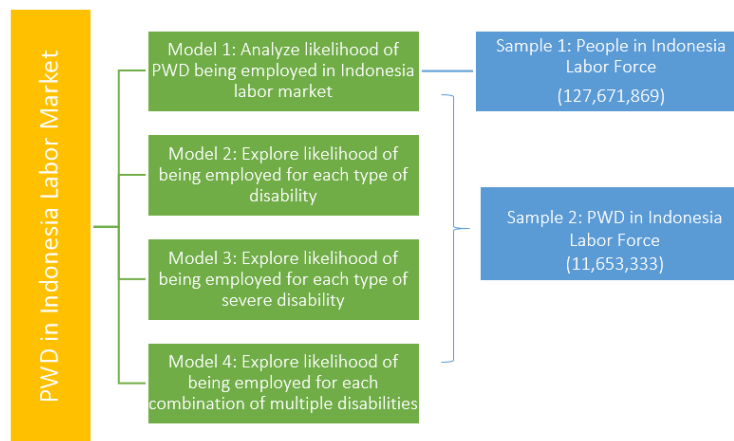 PWD in Indonesia Labor Market
Model 1: Analyze likelihood of
PWD being employed in Indonesia
labor market
Sample 1: People in Indonesia
Labor Force
(127,671,869)
Model 2: Explore likelihood of
being employed for each type of
disability
Model 3: Explore likelihood of
being employed for each type of
severe disability
Sample 2: PWD in Indonesia
Labor Force
(11,653,333)
Model 4: Explore likelihood of
being employed for each
combination of multiple disabilities